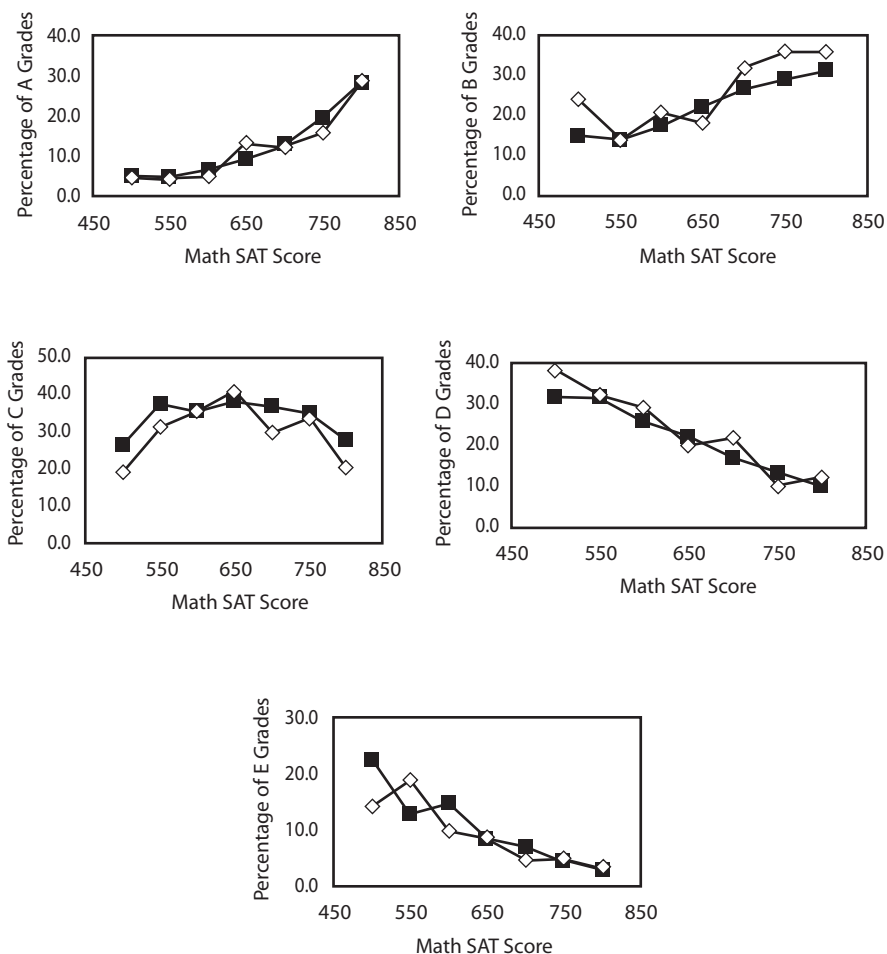 Percentage of A Grades
40.0
30.0
20.0
10.0
0.0
450 550 650 750 850
Math SAT Score
Percentage of B Grades
40.0
30.0
20.0
10.0
0.0
450 550 650 750 850
Math SAT Score
Percentage of C Grades
50.0
40.0
30.0
20.0
10.0
0.0
450 550 650 750 850
Math SAT Score
Percentage of D Grades
40.0
30.0
20.0
10.0
0.0
450 550 650 750 850
Math SAT Score
Percentage of E Grades
30.0
20.0
10.0
0.0
450 550 650 750 850
Math SAT Score